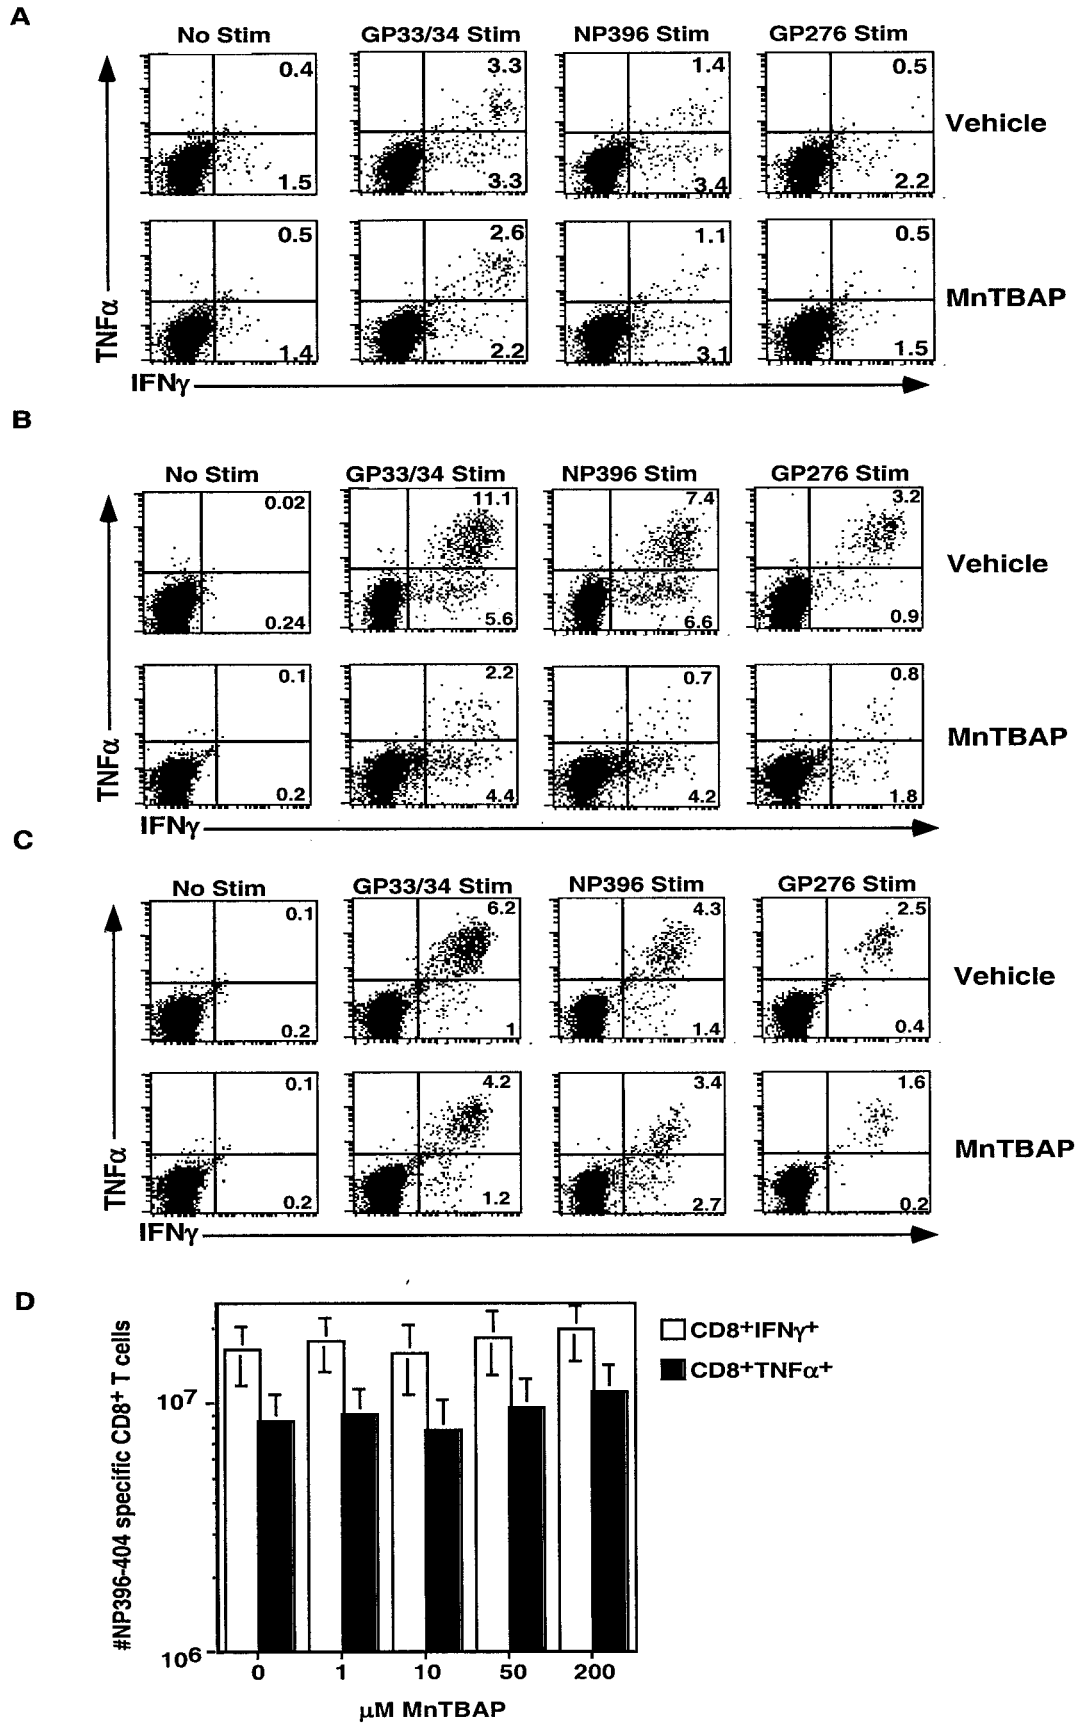 A
No Stim GP33/34 Stim NP396 Stim GP276 Stim
0.4 3.3 1.4 0.5
Vehicle
1.5 3.3 3.4 2.2
0.5 2.6 1.1 0.5
MnTBAP
1.4 2.2 3.1 1.5
TNFα
IFNγ
B
No Stim GP33/34 Stim NP396 Stim GP276 Stim
0.02 11.1 7.4 3.2
Vehicle
0.24 5.6 6.6 0.9
0.1 2.2 0.7 0.8
MnTBAP
0.2 4.4 4.2 1.8
TNFα
IFNγ
C
No Stim GP33/34 Stim NP396 Stim GP276 Stim
0.1 6.2 4.3 2.5
Vehicle
0.2 1 1.4 0.4
0.1 4.2 3.4 1.6
MnTBAP
0.2 1.2 2.7 0.2
TNFα
IFNγ
D
CD8+IFNγ+
CD8+TNFα+
#NP396-404 specific CD8+ T cells
10⁷
10⁶
0 1 10 50 200
µM MnTBAP